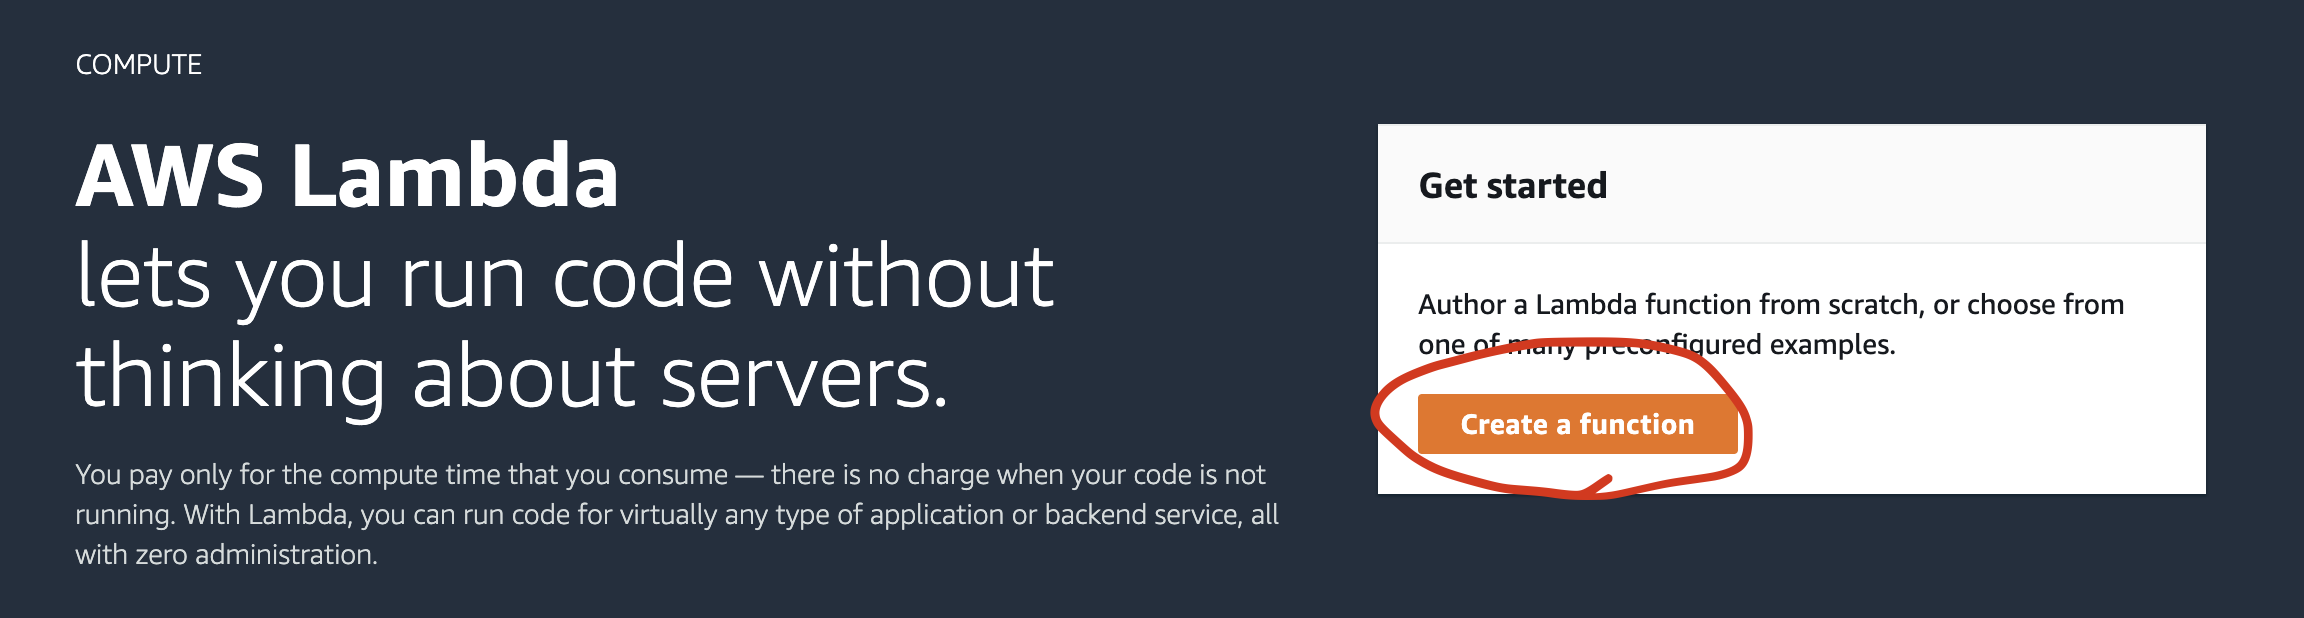 COMPUTE
AWS Lambda
lets you run code without
thinking about servers.
You pay only for the compute time that you consume — there is no charge when your code is not
running. With Lambda, you can run code for virtually any type of application or backend service, all
with zero administration.
Get started
Author a Lambda function from scratch, or choose from
one of many preconfigured examples.
Create a function